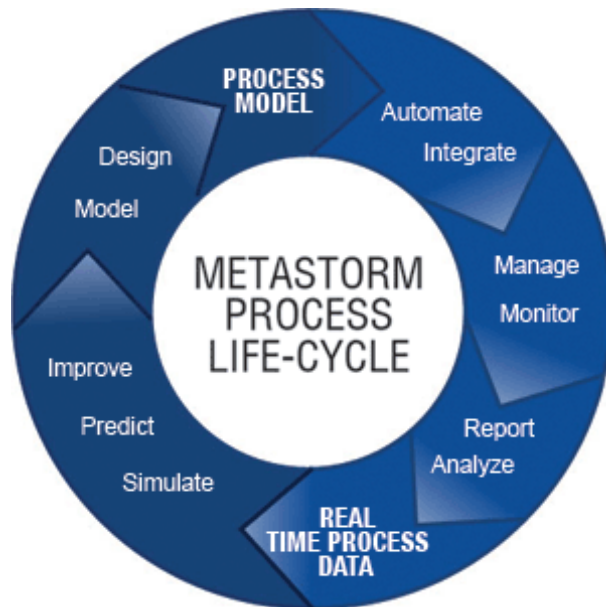 PROCESS
MODEL
Automate
Integrate
Manage
Monitor
Report
Analyze
REAL
TIME PROCESS
DATA
Simulate
Predict
Improve
Model
Design
METASTORM
PROCESS
LIFE-CYCLE